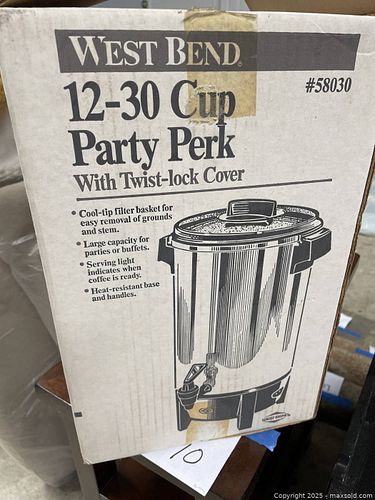 WEST BEND®
12-30 Cup
#58030
Party Perk
With Twist-lock Cover
• Cool-tip filter basket for
easy removal of grounds
and stem.
• Large capacity for
parties or buffets.
• Serving light
indicates when
coffee is ready.
• Heat-resistant base
and handles.
WEST BEND
10
Copyright 2025 - maxsold.com